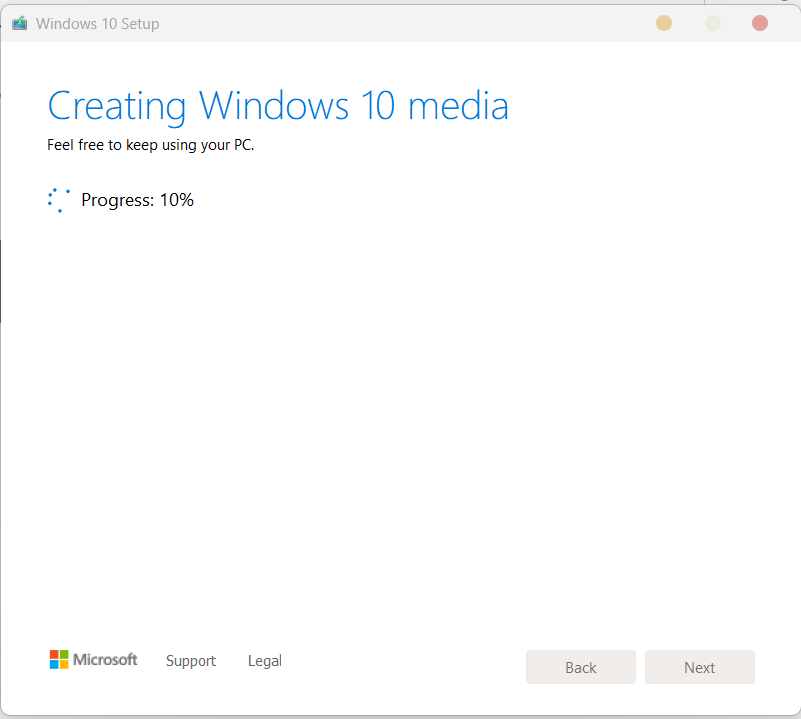 Windows 10 Setup
Creating Windows 10 media
Feel free to keep using your PC.
Progress: 10%
Microsoft Support Legal Back Next